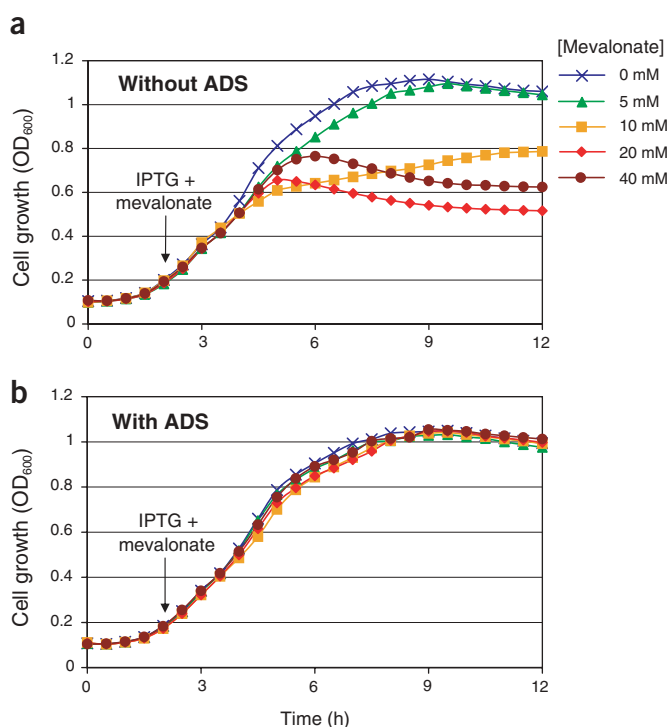 a
[Mevalonate]
0 mM
5 mM
10 mM
20 mM
40 mM
Without ADS
IPTG +
mevalonate
Cell growth (OD600)
1.2
1
0.8
0.6
0.4
0.2
0
0 3 6 9 12
b
With ADS
IPTG +
mevalonate
Cell growth (OD600)
1.2
1
0.8
0.6
0.4
0.2
0
0 3 6 9 12
Time (h)